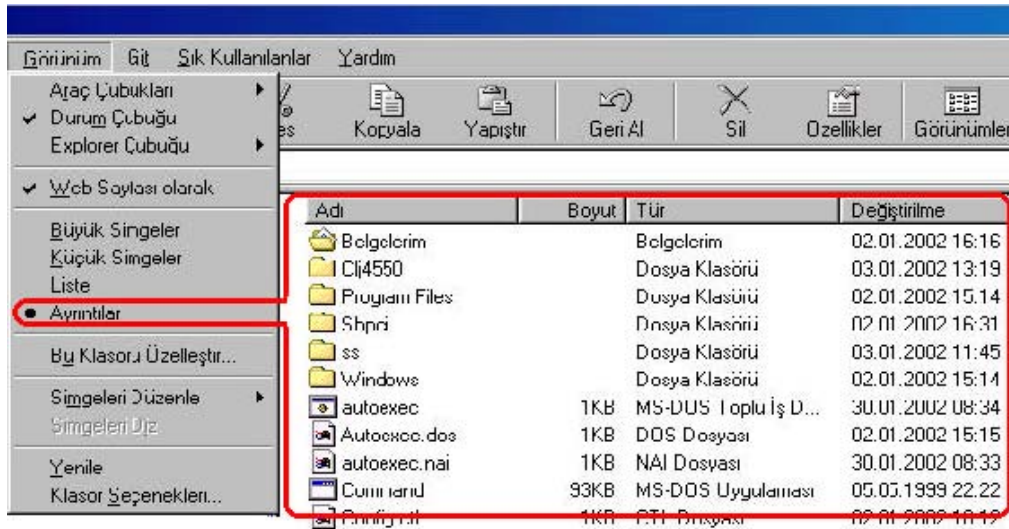 Görünüm Git Sık Kullanılanlar Yardım
Araç Çubukları
Durum Çubuğu
Explorer Çubuğu
Web Sayfası olarak
Büyük Simgeler
Küçük Simgeler
Liste
Ayrıntılar
Bu Klasörü Özelleştir...
Simgeleri Düzenle
Simgeleri Diz
Yenile
Klasör Seçenekleri...
Kopyala Yapıştır Geri Al Sil Özellikler Görünümler
Adı Boyut Tür Değiştirilme
Belgelerim Belgelerim 02.01.2002 16:16
Clj4550 Dosya Klasörü 03.01.2002 13:19
Program Files Dosya Klasörü 02.01.2002 15:14
Dosya Klasörü 02.01.2002 16:31
ss Dosya Klasörü 03.01.2002 11:45
Windows Dosya Klasörü 02.01.2002 15:14
autoexec 1KB MS-DOS Toplu İş D... 30.01.2002 08:34
Autoexec.dos 1KB DOS Dosyası 02.01.2002 15:15
autoexec.nai 1KB NAI Dosyası 30.01.2002 08:33
Command 93KB MS-DOS Uygulaması 05.05.1999 22:22